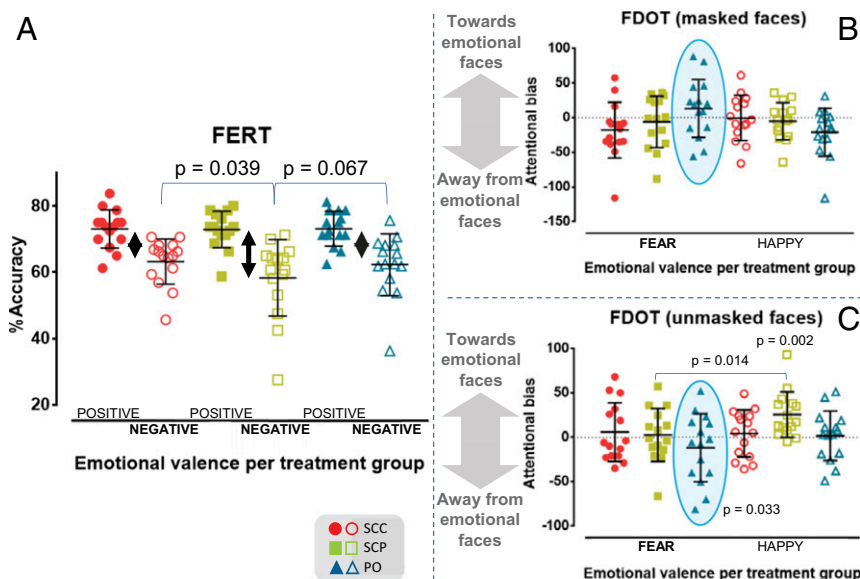 A
FERT
p = 0.039
p = 0.067
%Accuracy
80
60
40
20
POSITIVE
NEGATIVE
POSITIVE
NEGATIVE
POSITIVE
NEGATIVE
Emotional valence per treatment group
SCC
SCP
PO
Towards
emotional
faces
Away from
emotional
faces
B
FDOT (masked faces)
Attentional bias
100
50
0
-50
-100
-150
FEAR
HAPPY
Emotional valence per treatment group
Towards
emotional
faces
Away from
emotional
faces
C
FDOT (unmasked faces)
p = 0.002
p = 0.014
Attentional bias
100
50
0
-50
-100
p = 0.033
FEAR
HAPPY
Emotional valence per treatment group